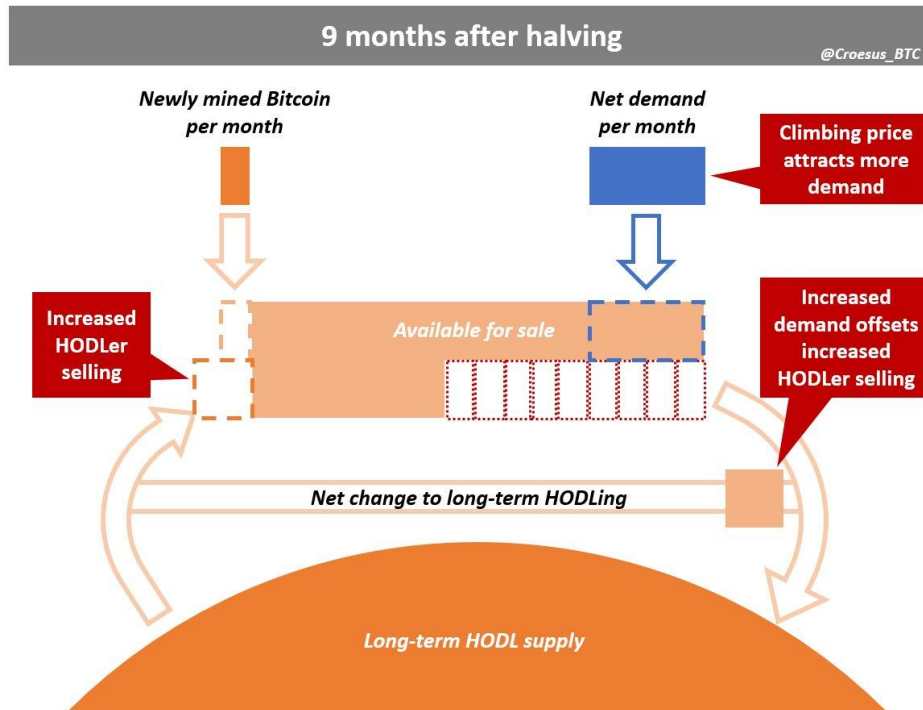 9 months after halving
@Croesus_BTC
Newly mined Bitcoin
per month
Net demand
per month
Climbing price
attracts more
demand
Increased
HODLer
selling
Available for sale
Increased
demand offsets
increased
HODLer selling
Net change to long-term HODLing
Long-term HODL supply